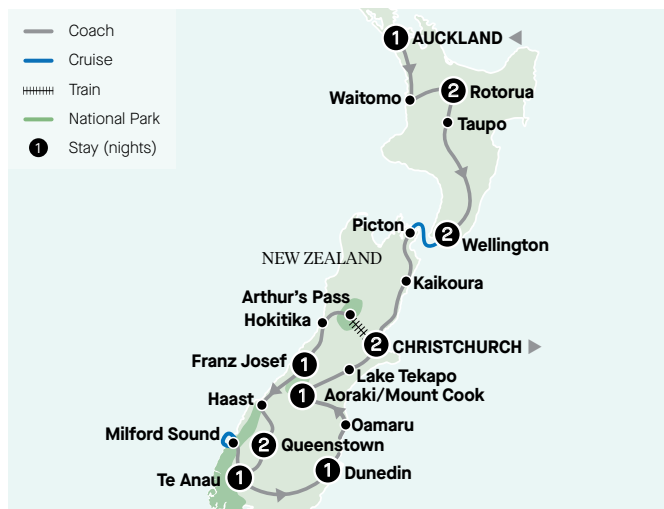 Coach
Cruise
Train
National Park
1 Stay (nights)
1 AUCKLAND
Waitomo
2 Rotorua
Taupo
Picton
2 Wellington
NEW ZEALAND
Kaikoura
Arthur's Pass
Hokitika
2 CHRISTCHURCH
Franz Josef 1
Lake Tekapo
1 Aoraki/Mount Cook
Haast
Oamaru
Milford Sound
2 Queenstown
Te Anau 1
1 Dunedin